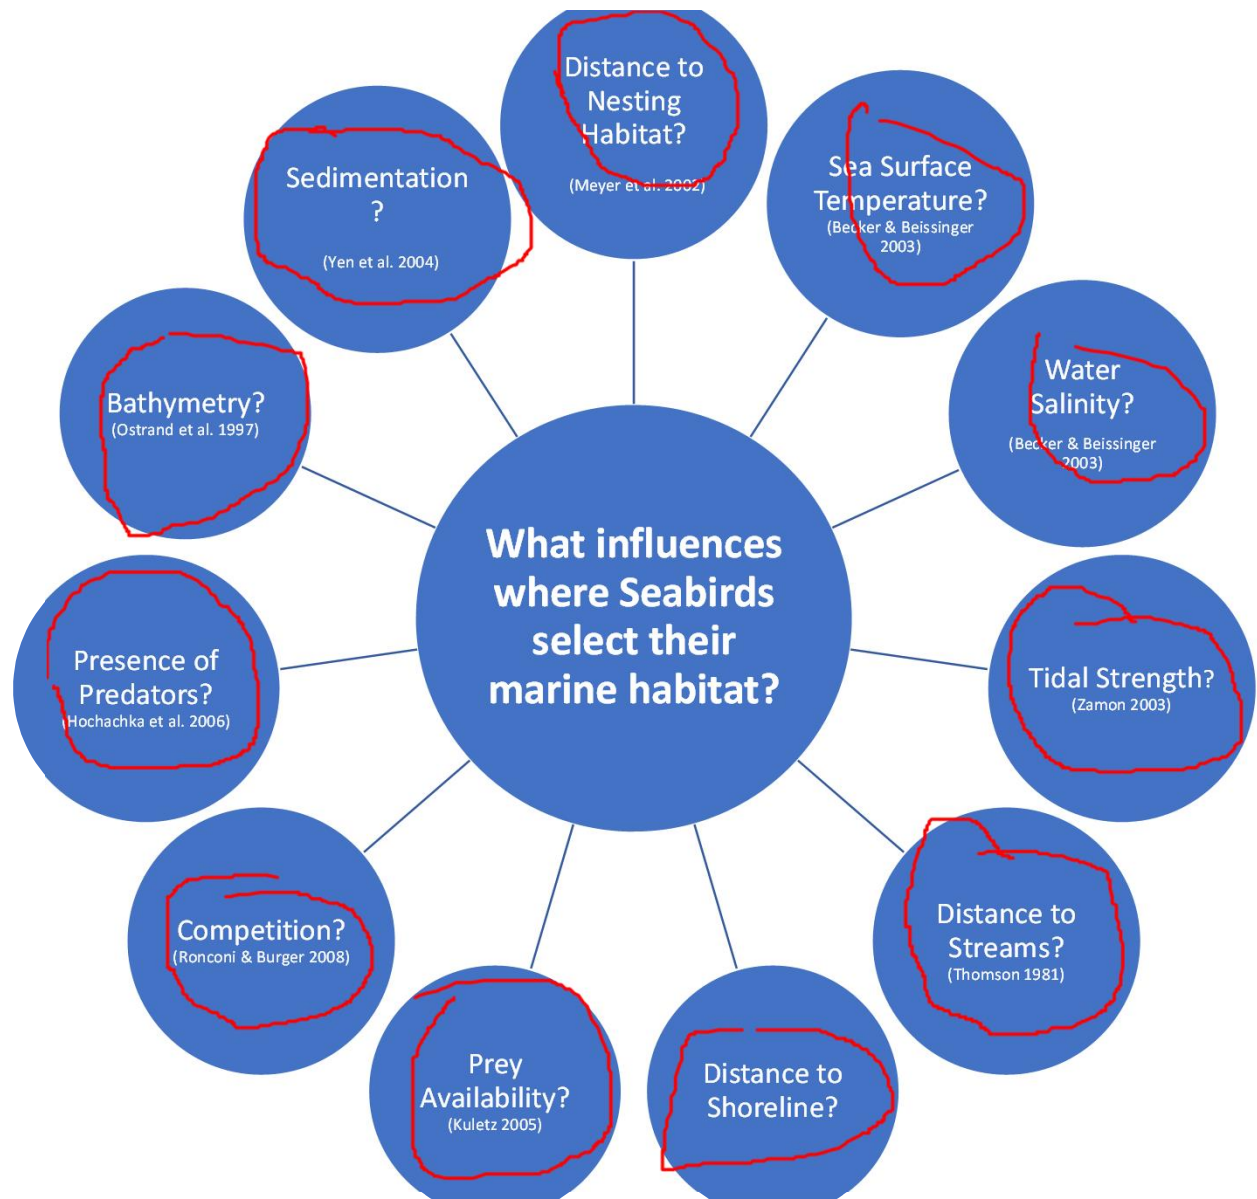 What influences
where Seabirds
select their
marine habitat?
Distance to
Nesting
Habitat?
(Meyer et al. 2002)
Sea Surface
Temperature?
(Becker & Beissinger
2003)
Water
Salinity?
(Becker & Beissinger
2003)
Tidal Strength?
(Zamon 2003)
Distance to
Streams?
(Thomson 1981)
Distance to
Shoreline?
Prey
Availability?
(Kuletz 2005)
Competition?
(Ronconi & Burger 2008)
Presence of
Predators?
(Hochachka et al. 2006)
Bathymetry?
(Ostrand et al. 1997)
Sedimentation
?
(Yen et al. 2004)